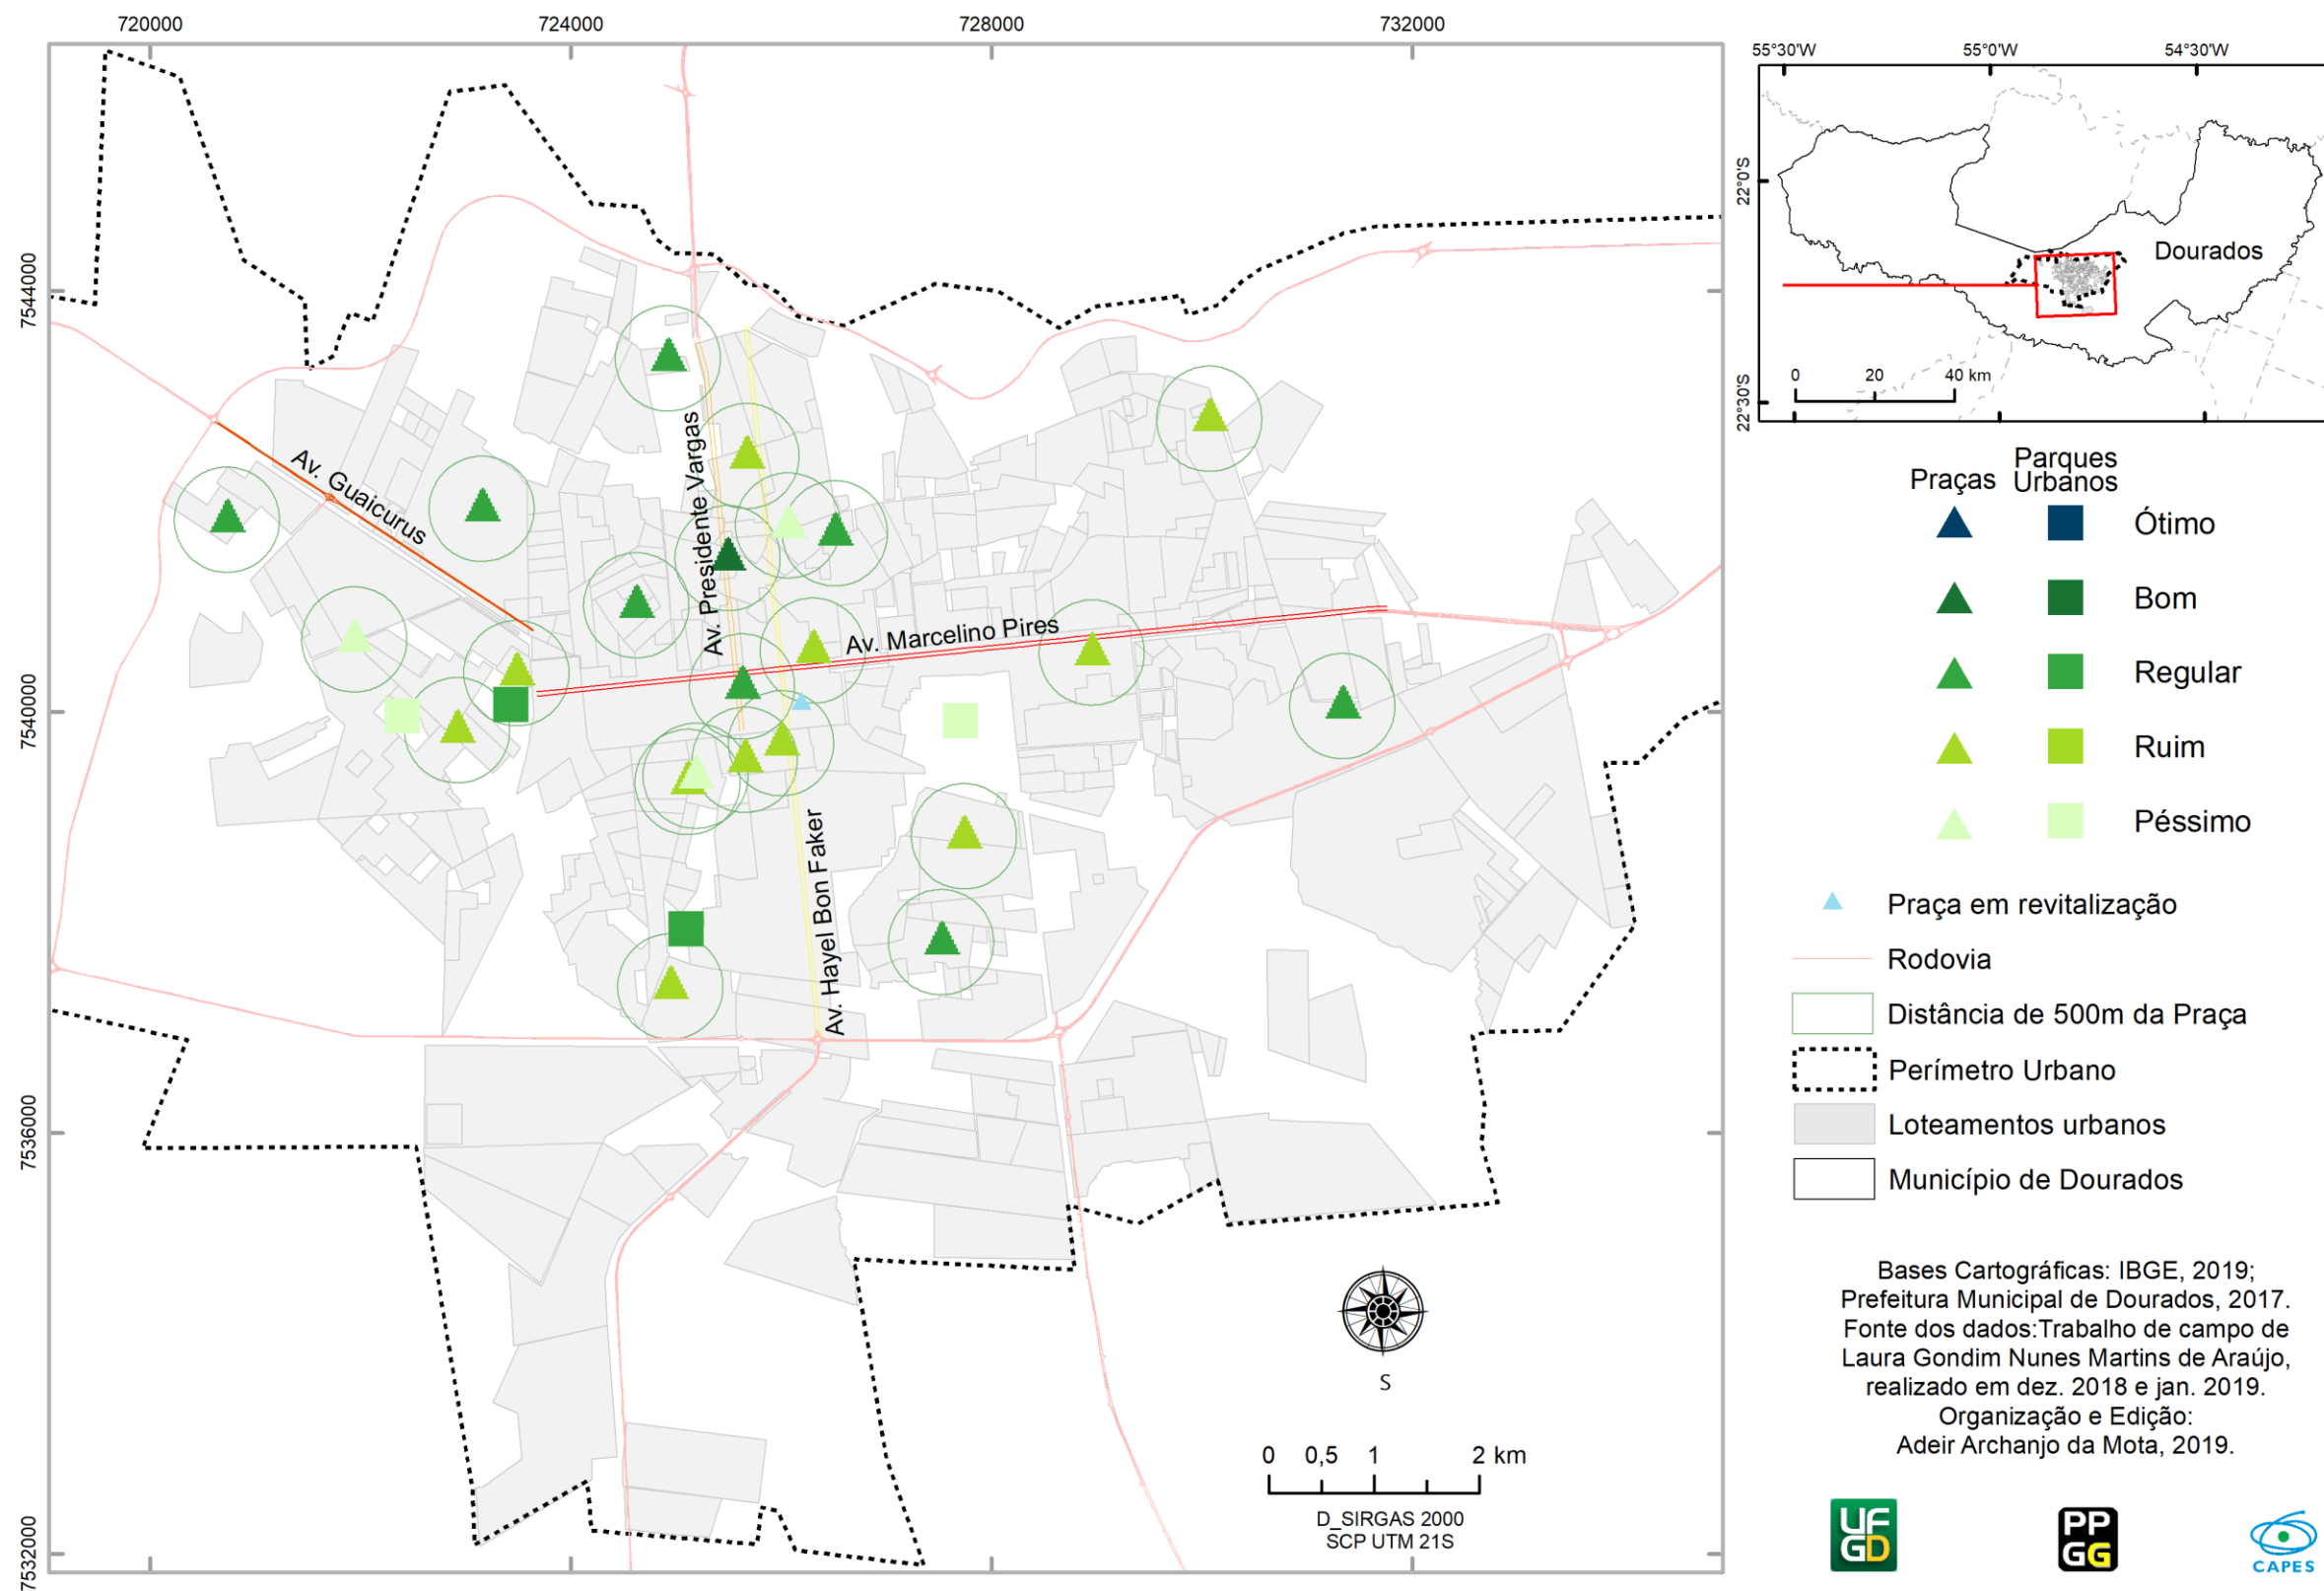 720000
724000
728000
732000
7544000
7540000
7536000
7532000
Av. Guaicurus
Av. Presidente Vargas
Av. Marcelino Pires
Av. Hayel Bon Faker
S
0 0,5 1 2 km
D_SIRGAS 2000
SCP UTM 21S
55°30'W
55°0'W
54°30'W
22°0'S
22°30'S
Dourados
0 20 40 km
Praças
Parques
Urbanos
Ótimo
Bom
Regular
Ruim
Péssimo
Praça em revitalização
Rodovia
Distância de 500m da Praça
Perímetro Urbano
Loteamentos urbanos
Município de Dourados
Bases Cartográficas: IBGE, 2019;
Prefeitura Municipal de Dourados, 2017.
Fonte dos dados:Trabalho de campo de
Laura Gondim Nunes Martins de Araújo,
realizado em dez. 2018 e jan. 2019.
Organização e Edição:
Adeir Archanjo da Mota, 2019.
UF
GD
PP
GG
CAPES